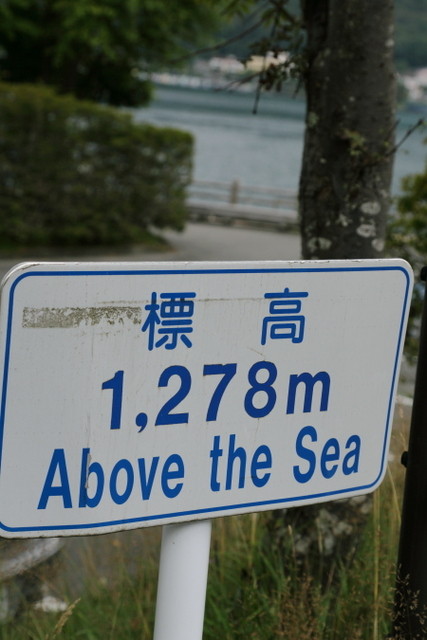 標高
1,278m
Above the Sea